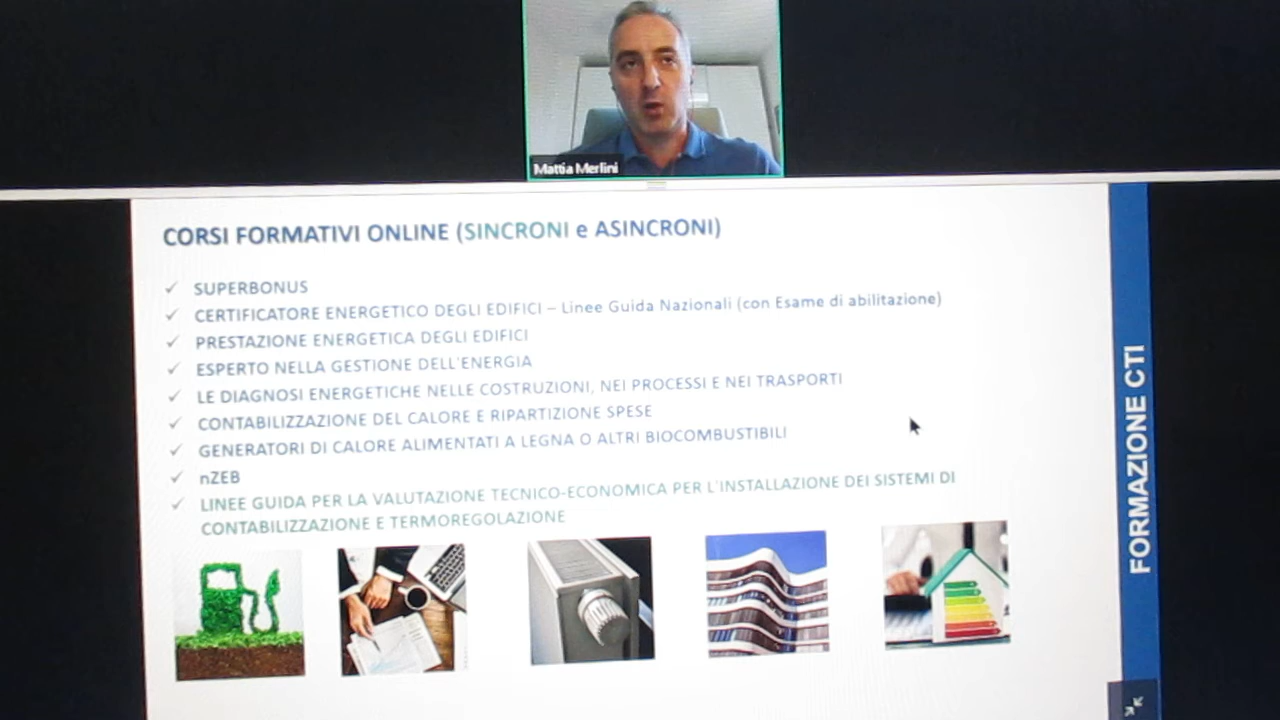 Mattia Merlini
CORSI FORMATIVI ONLINE (SINCRONI e ASINCRONI)
✓ SUPERBONUS
✓ CERTIFICATORE ENERGETICO DEGLI EDIFICI – Linee Guida Nazionali (con Esame di abilitazione)
✓ PRESTAZIONE ENERGETICA DEGLI EDIFICI
✓ ESPERTO NELLA GESTIONE DELL'ENERGIA
✓ LE DIAGNOSI ENERGETICHE NELLE COSTRUZIONI, NEI PROCESSI E NEI TRASPORTI
✓ CONTABILIZZAZIONE DEL CALORE E RIPARTIZIONE SPESE
✓ GENERATORI DI CALORE ALIMENTATI A LEGNA O ALTRI BIOCOMBUSTIBILI
✓ nZEB
✓ LINEE GUIDA PER LA VALUTAZIONE TECNICO-ECONOMICA PER L'INSTALLAZIONE DEI SISTEMI DI
CONTABILIZZAZIONE E TERMOREGOLAZIONE
FORMAZIONE CTI